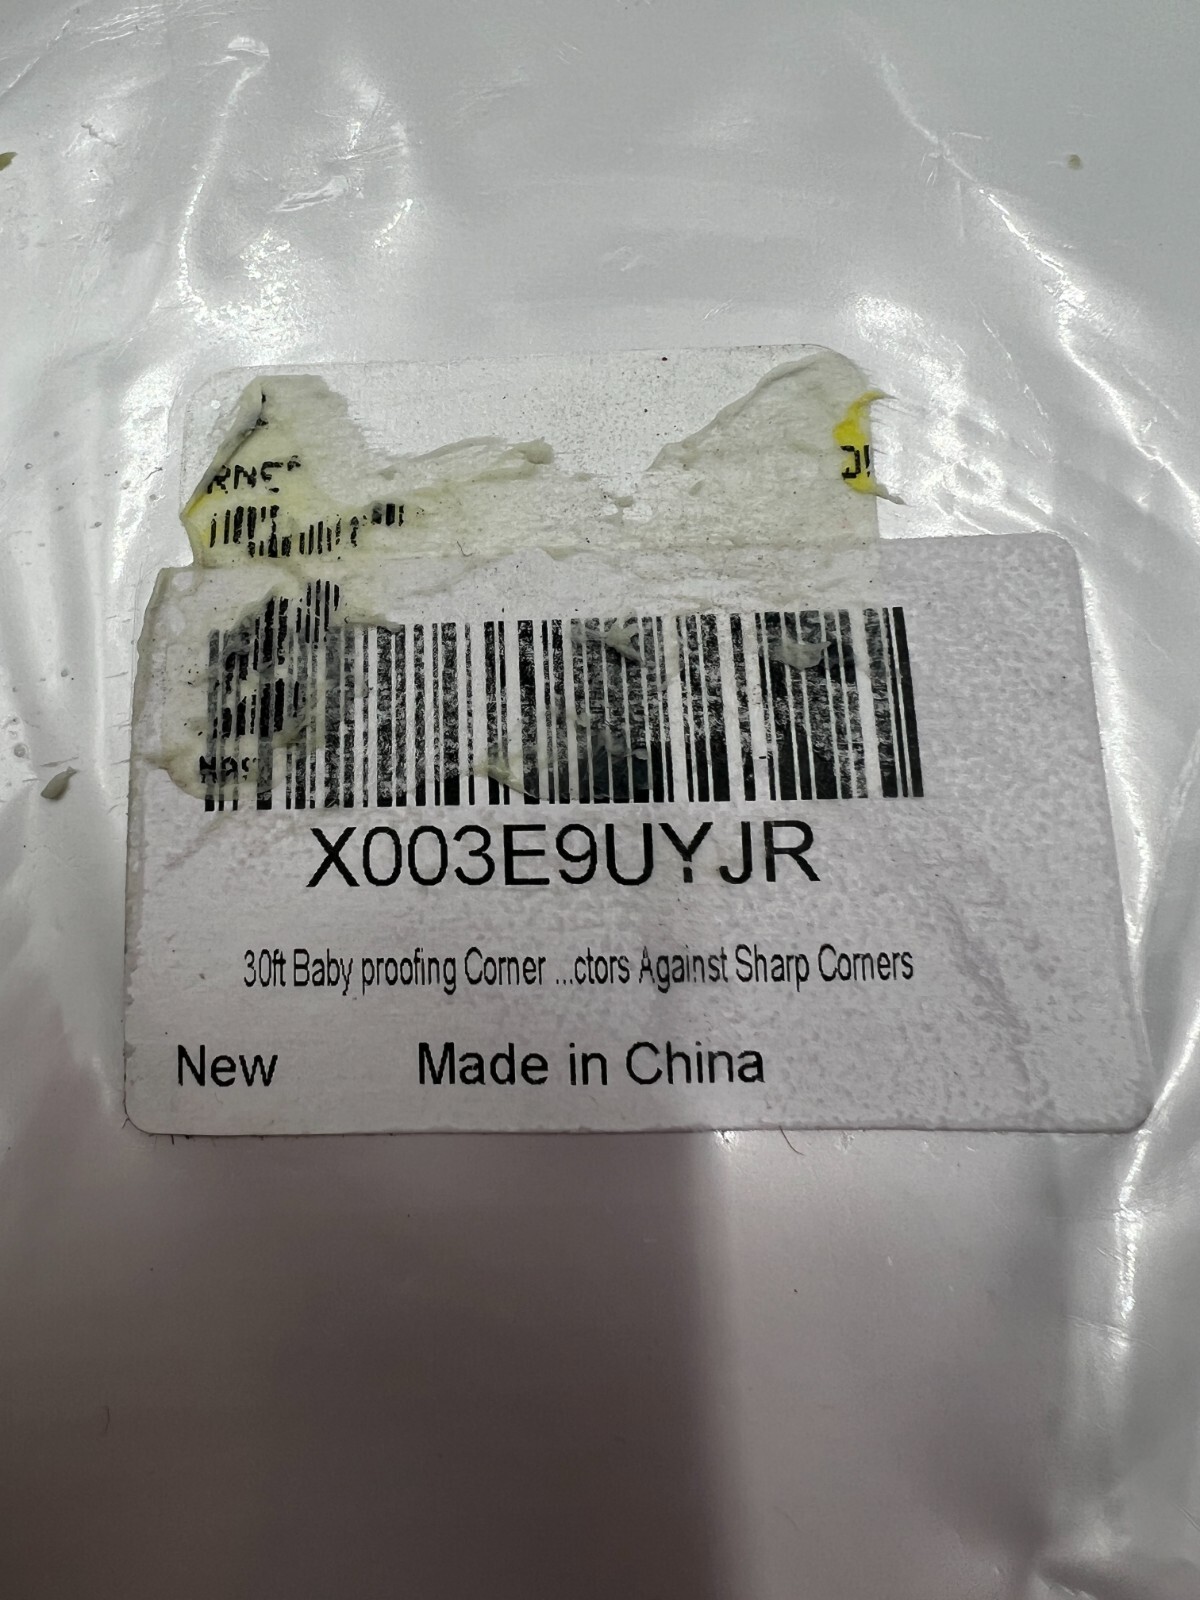 X003E9UYJR
30ft Baby proofing Corner ...ctors Against Sharp Corners
New Made in China